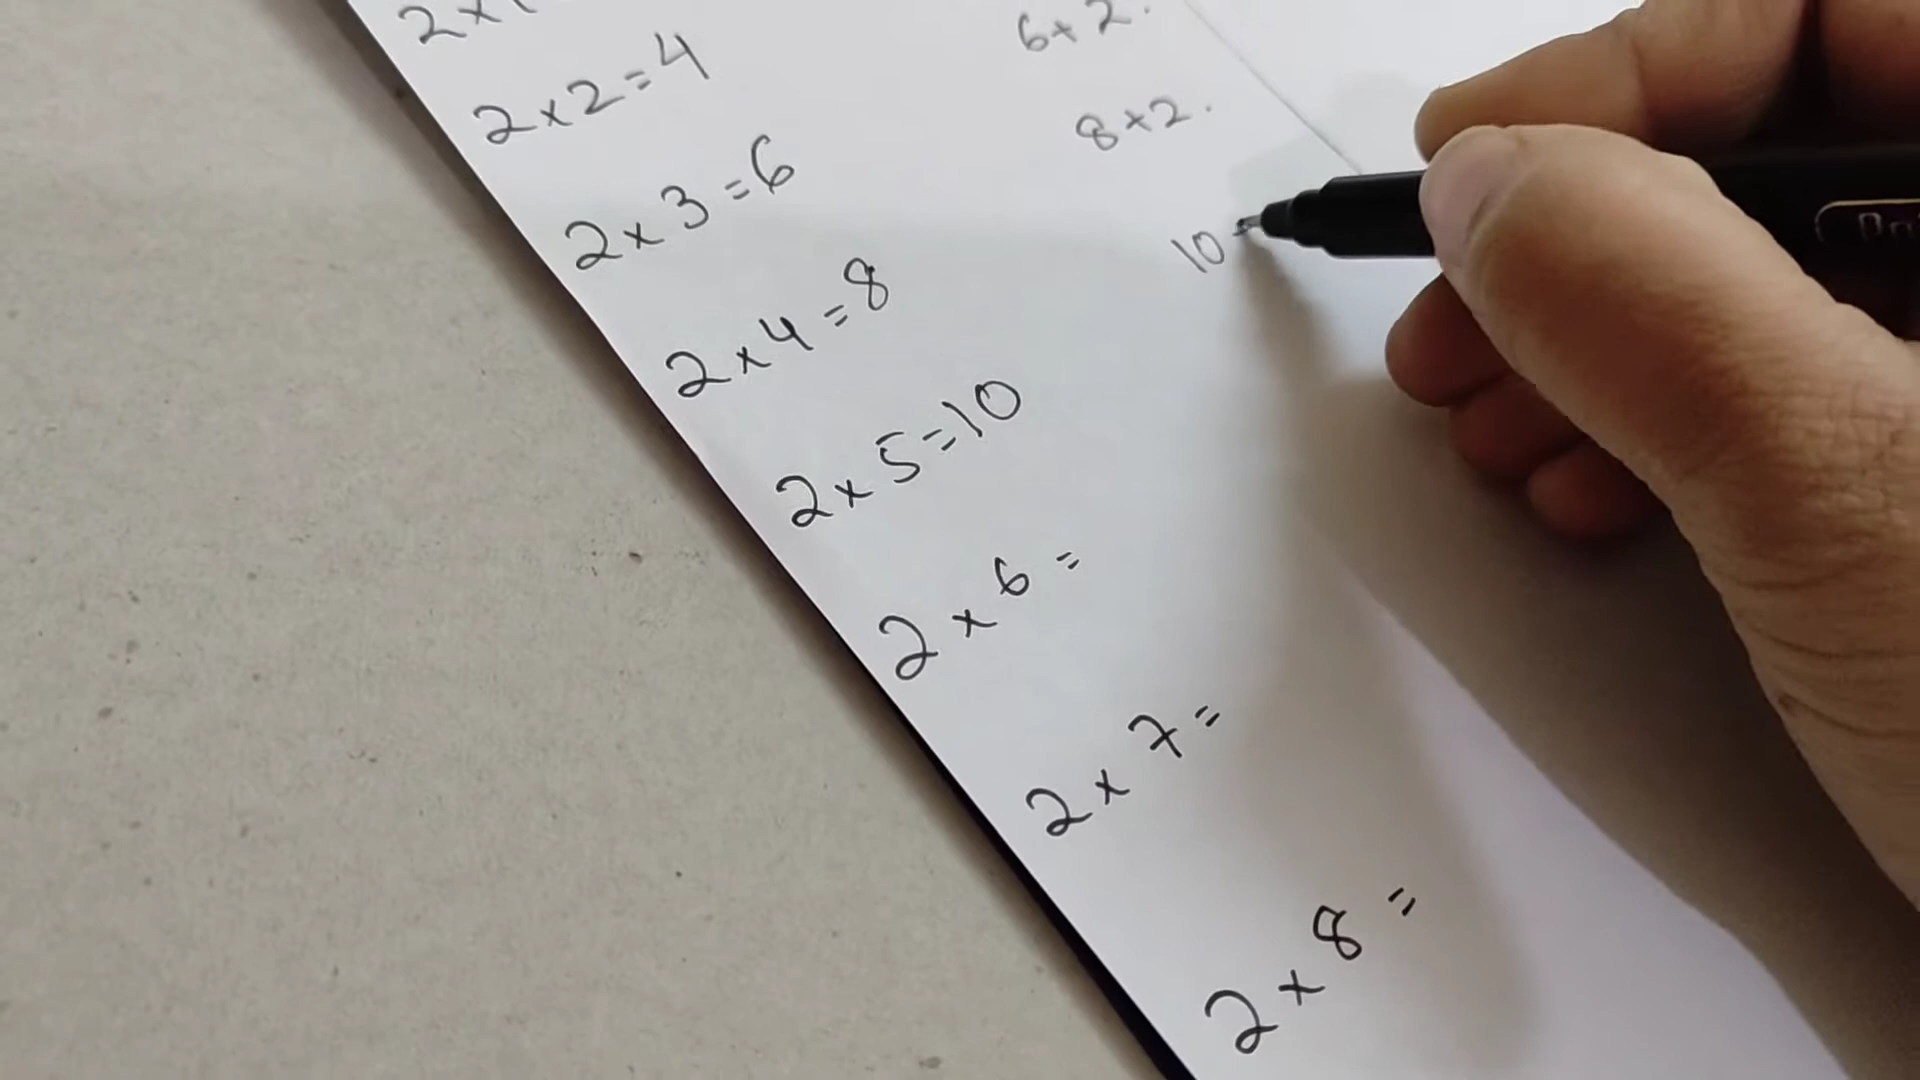 2 x
2 x 2 = 4
6 + 2.
2 x 3 = 6
8 + 2.
2 x 4 = 8
10
2 x 5 = 10
2 x 6 =
2 x 7 =
2 x 8 =